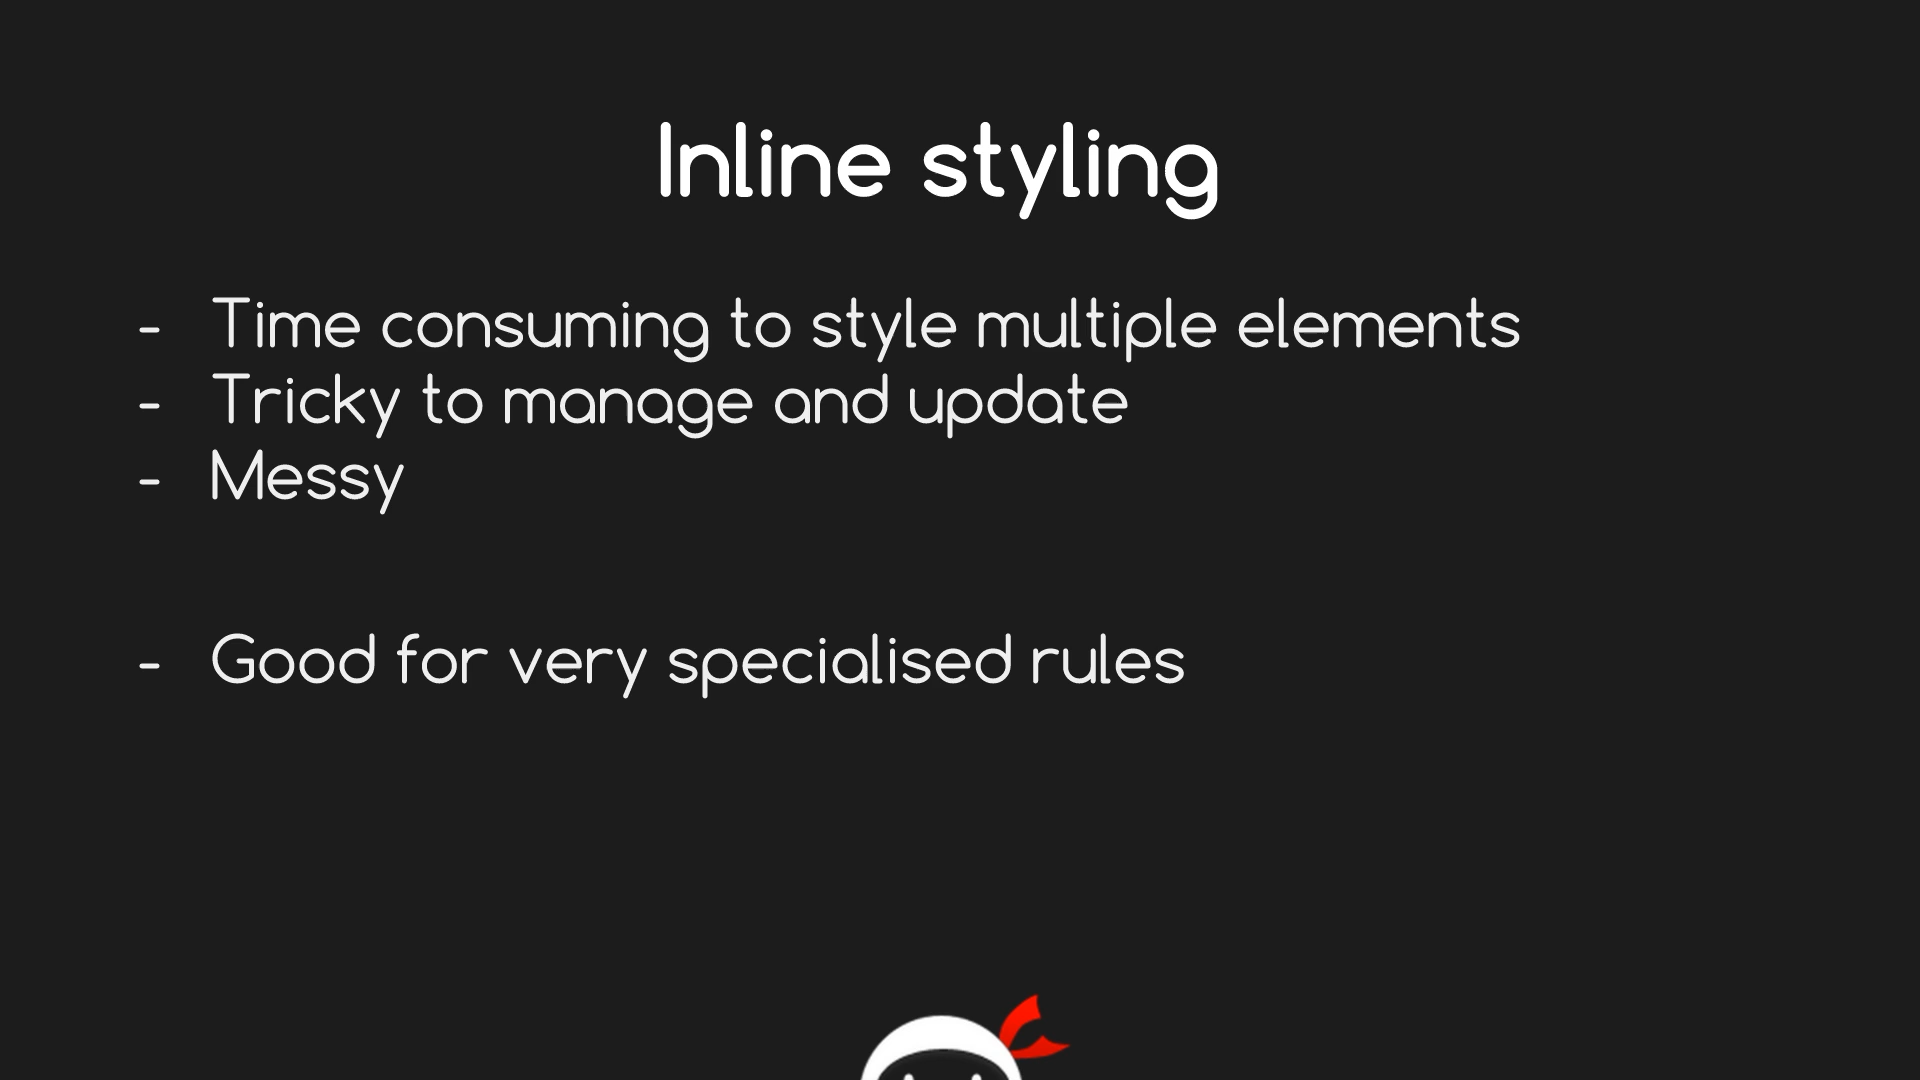 Inline styling
- Time consuming to style multiple elements
- Tricky to manage and update
- Messy
- Good for very specialised rules